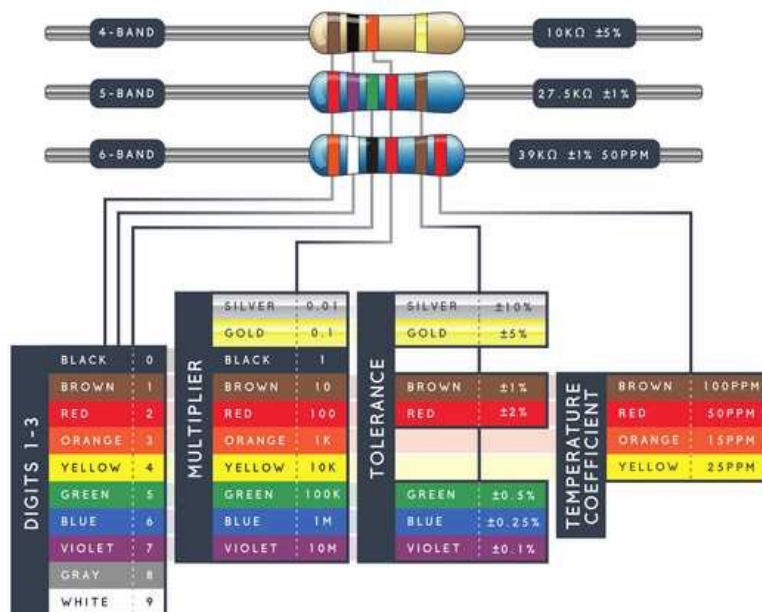 4-BAND
10KΩ ±5%
5-BAND
27.5KΩ ±1%
6-BAND
39KΩ ±1% 50PPM
DIGITS 1-3
BLACK 0
BROWN 1
RED 2
ORANGE 3
YELLOW 4
GREEN 5
BLUE 6
VIOLET 7
GRAY 8
WHITE 9
MULTIPLIER
SILVER 0.01
GOLD 0.1
BLACK 1
BROWN 10
RED 100
ORANGE 1K
YELLOW 10K
GREEN 100K
BLUE 1M
VIOLET 10M
TOLERANCE
SILVER ±10%
GOLD ±5%
BROWN ±1%
RED ±2%
GREEN ±0.5%
BLUE ±0.25%
VIOLET ±0.1%
TEMPERATURE
COEFFICIENT
BROWN 100PPM
RED 50PPM
ORANGE 15PPM
YELLOW 25PPM